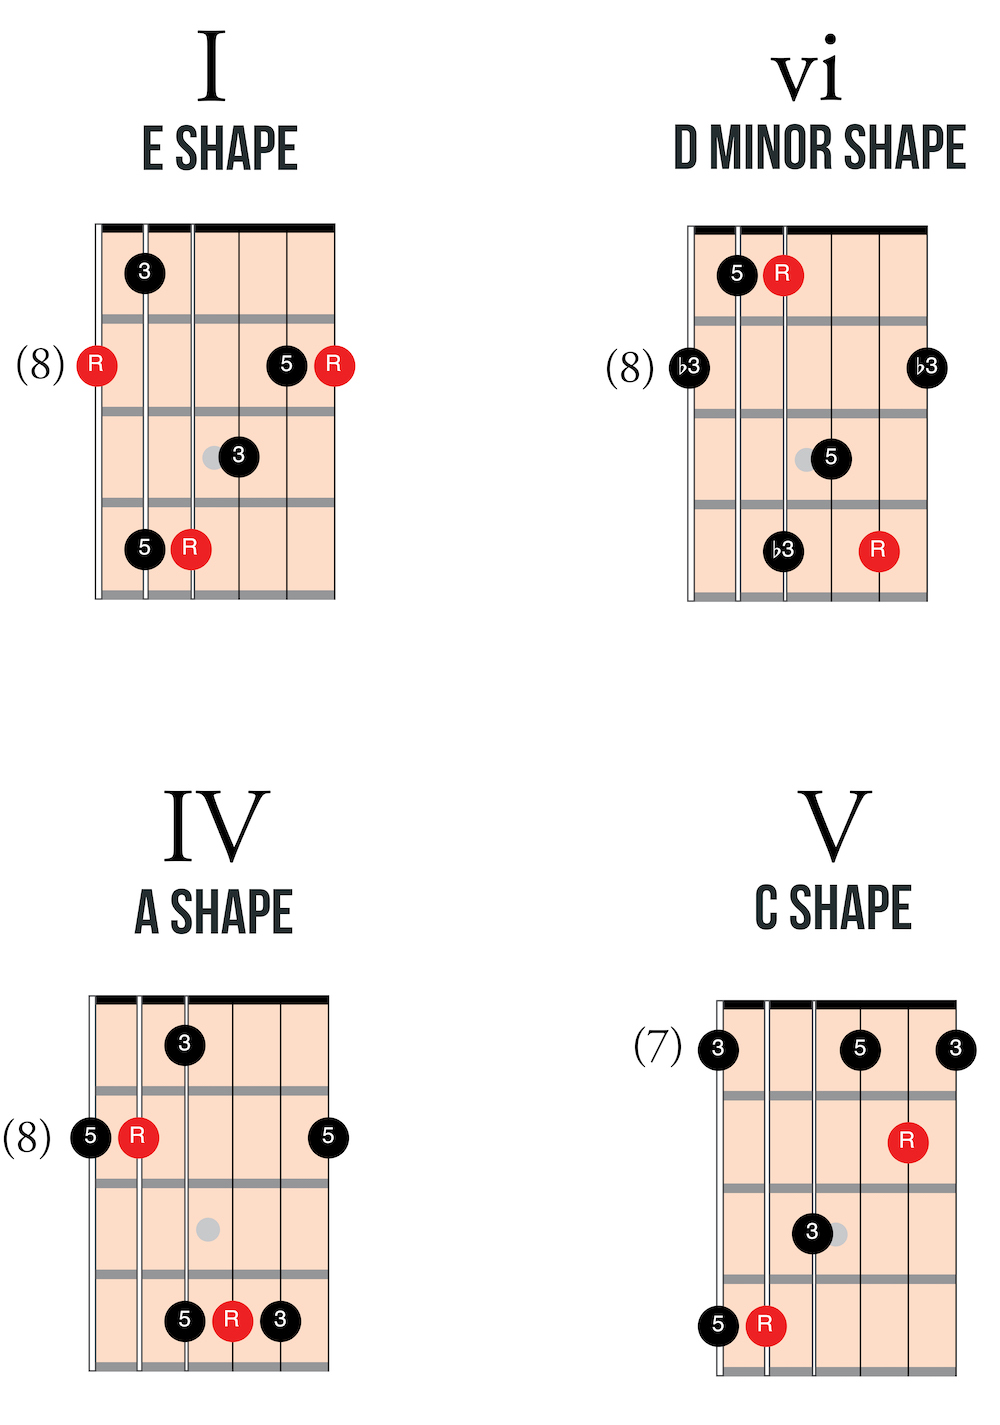 I
E SHAPE
3
(8) R 5 R
3
5 R
vi
D MINOR SHAPE
5 R
(8) ♭3 ♭3
5
♭3 R
IV
A SHAPE
3
(8) 5 R 5
5 R 3
V
C SHAPE
(7) 3 5 3
R
3
5 R